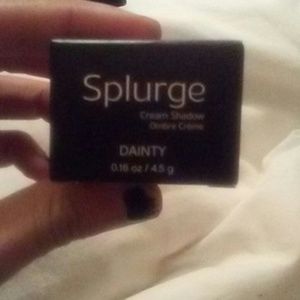 Splurge
Cream Shadow
Ombre Crème
DAINTY
0.16 oz / 4.5 g